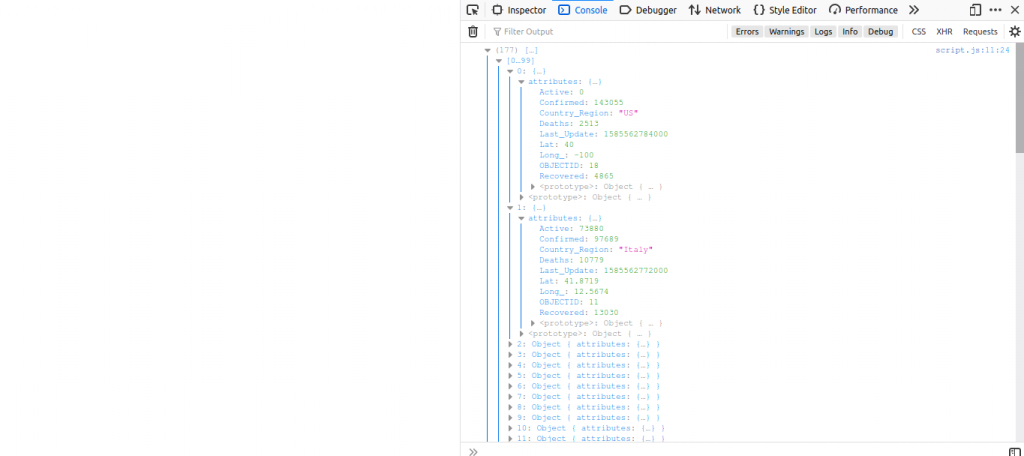 Inspector Console Debugger Network Style Editor Performance
Filter Output Errors Warnings Logs Info Debug CSS XHR Requests
(177) […] script.js:11:24
[0…99]
0: {…}
attributes: {…}
Active: 0
Confirmed: 143055
Country_Region: "US"
Deaths: 2513
Last_Update: 1585562784000
Lat: 40
Long_: -100
OBJECTID: 18
Recovered: 4865
<prototype>: Object { … }
<prototype>: Object { … }
1: {…}
attributes: {…}
Active: 73880
Confirmed: 97689
Country_Region: "Italy"
Deaths: 10779
Last_Update: 1585562772000
Lat: 41.8719
Long_: 12.5674
OBJECTID: 11
Recovered: 13030
<prototype>: Object { … }
<prototype>: Object { … }
2: Object { attributes: {…} }
3: Object { attributes: {…} }
4: Object { attributes: {…} }
5: Object { attributes: {…} }
6: Object { attributes: {…} }
7: Object { attributes: {…} }
8: Object { attributes: {…} }
9: Object { attributes: {…} }
10: Object { attributes: {…} }
11: Object { attributes: {…} }